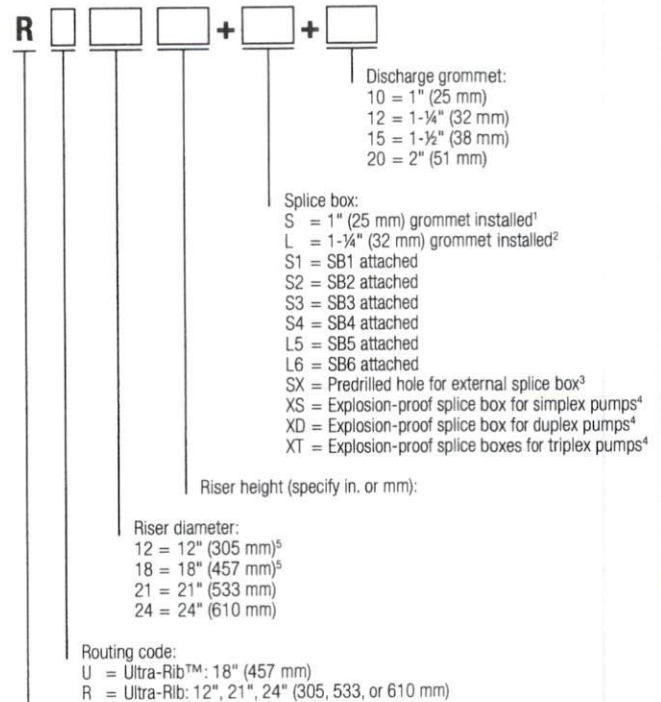 R + +
Discharge grommet:
10 = 1" (25 mm)
12 = 1-¼" (32 mm)
15 = 1-½" (38 mm)
20 = 2" (51 mm)
Splice box:
S = 1" (25 mm) grommet installed¹
L = 1-¼" (32 mm) grommet installed²
S1 = SB1 attached
S2 = SB2 attached
S3 = SB3 attached
S4 = SB4 attached
L5 = SB5 attached
L6 = SB6 attached
SX = Predrilled hole for external splice box³
XS = Explosion-proof splice box for simplex pumps⁴
XD = Explosion-proof splice box for duplex pumps⁴
XT = Explosion-proof splice boxes for triplex pumps⁴
Riser height (specify in. or mm):
Riser diameter:
12 = 12" (305 mm)⁵
18 = 18" (457 mm)⁵
21 = 21" (533 mm)
24 = 24" (610 mm)
Routing code:
U = Ultra-Rib™: 18" (457 mm)
R = Ultra-Rib: 12", 21", 24" (305, 533, or 610 mm)